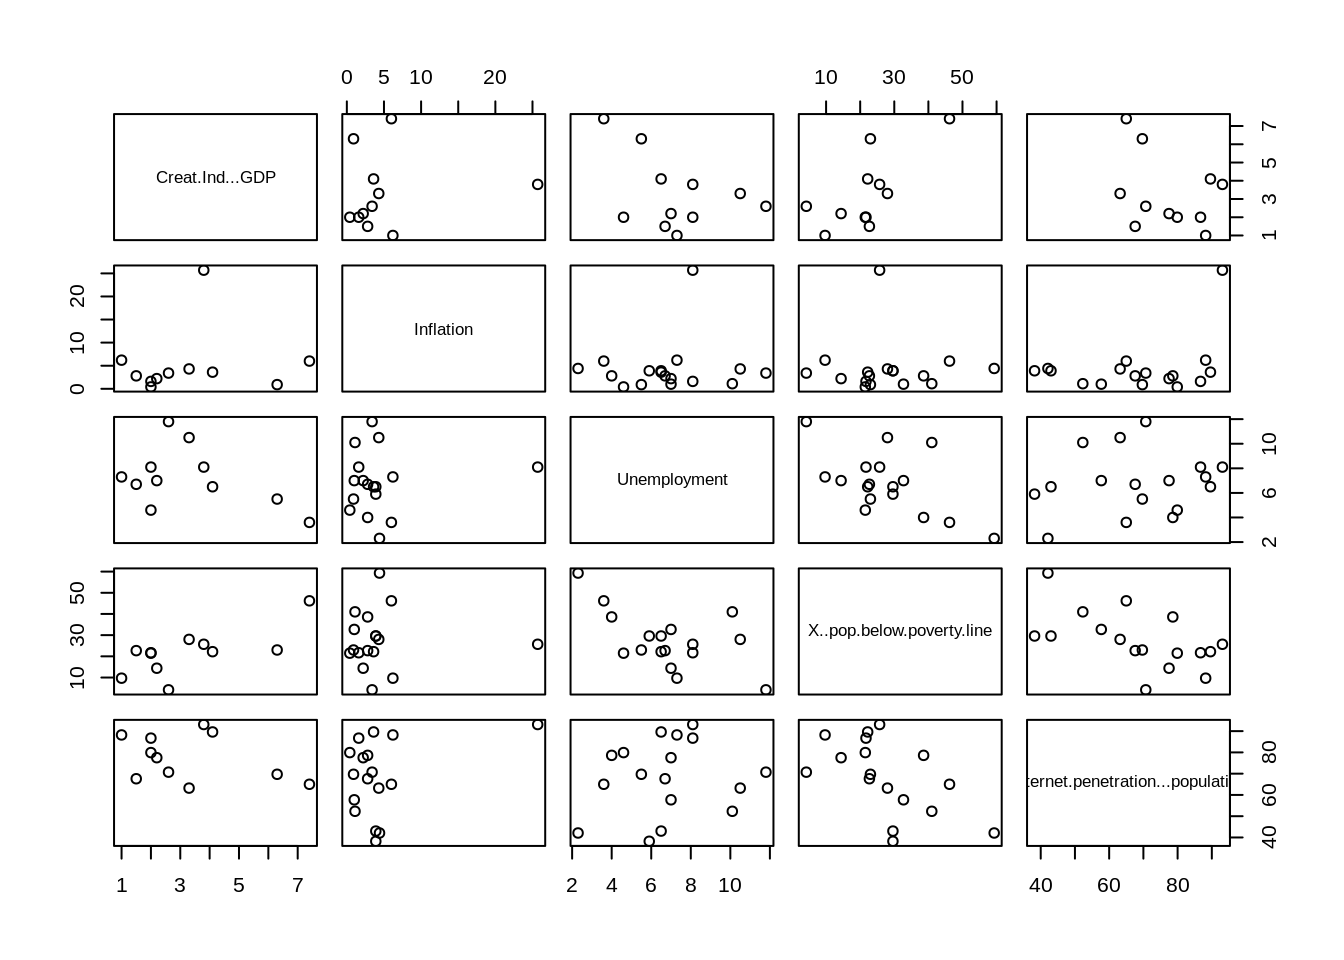 0 5 10 20
10 30 50
Creat.Ind...GDP
1 3 5 7
0 10 20
Inflation
Unemployment
2 6 10
10 30 50
X..pop.below.poverty.line
ternet.penetration...populati
40 60 80
1 3 5 7
2 4 6 8 10
40 60 80